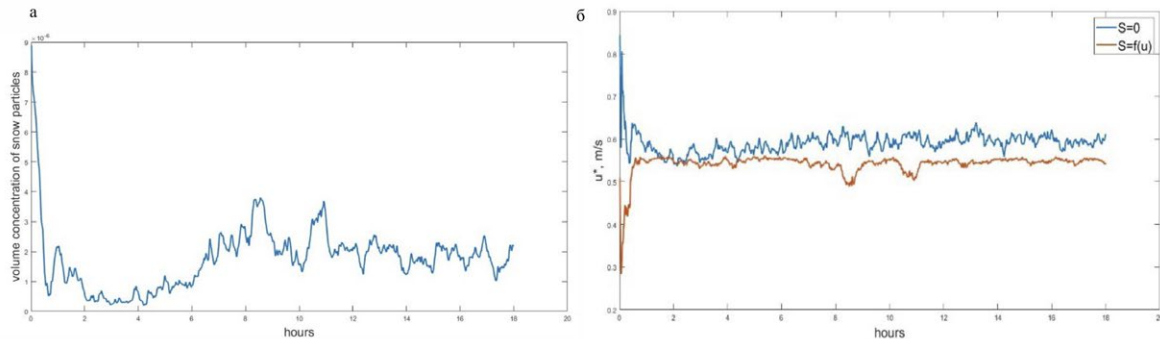 а
× 10⁻⁶
9
8
7
6
5
4
3
2
1
0
volume concentration of snow particles
0 2 4 6 8 10 12 14 16 18 20
hours
б
0.9
0.8
0.7
0.6
0.5
0.4
0.3
0.2
u* m/s
0 2 4 6 8 10 12 14 16 18 20
hours
S=0
S=f(u)